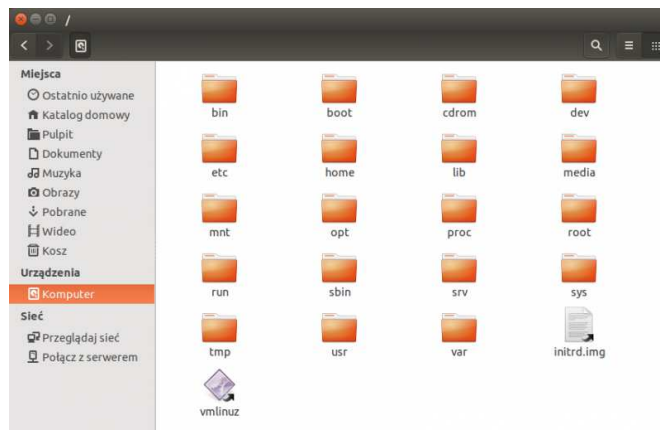 /
Miejsca
Ostatnio używane
Katalog domowy
Pulpit
Dokumenty
Muzyka
Obrazy
Pobrane
Wideo
Kosz
Urządzenia
Komputer
Sieć
Przeglądaj sieć
Połącz z serwerem
bin boot cdrom dev
etc home lib media
mnt opt proc root
run sbin srv sys
tmp usr var initrd.img
vmlinuz